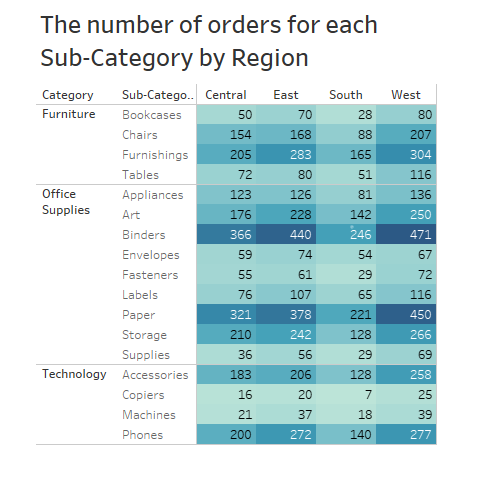 The number of orders for each
Sub-Category by Region
Category Sub-Catego.. Central East South West
Furniture Bookcases 50 70 28 80
Chairs 154 168 88 207
Furnishings 205 283 165 304
Tables 72 80 51 116
Office Supplies Appliances 123 126 81 136
Art 176 228 142 250
Binders 366 440 246 471
Envelopes 59 74 54 67
Fasteners 55 61 29 72
Labels 76 107 65 116
Paper 321 378 221 450
Storage 210 242 128 266
Supplies 36 56 29 69
Technology Accessories 183 206 128 258
Copiers 16 20 7 25
Machines 21 37 18 39
Phones 200 272 140 277